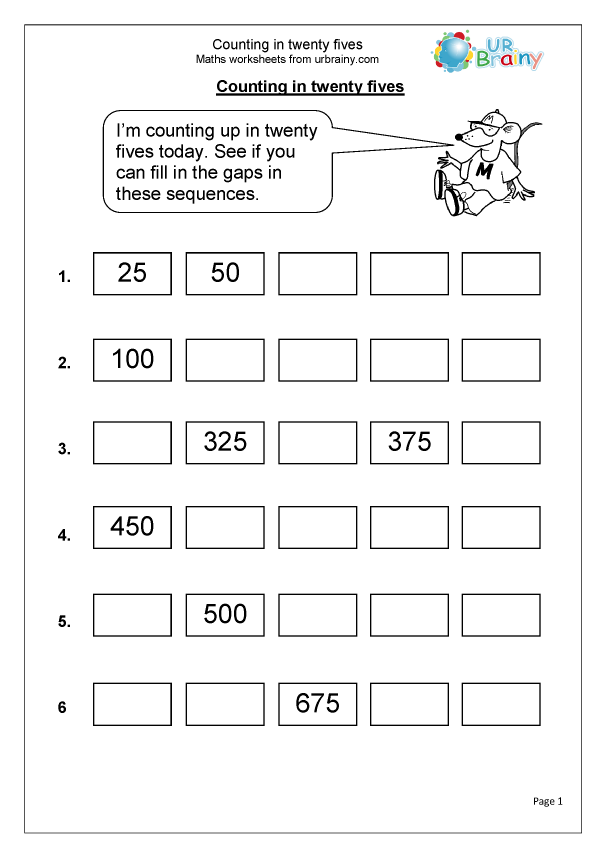 Counting in twenty fives
Maths worksheets from urbrainy.com
UR
Brainy
Counting in twenty fives
I'm counting up in twenty
fives today. See if you
can fill in the gaps in
these sequences.
M
M
1. 25 50
2. 100
3. 325 375
4. 450
5. 500
6 675
Page 1